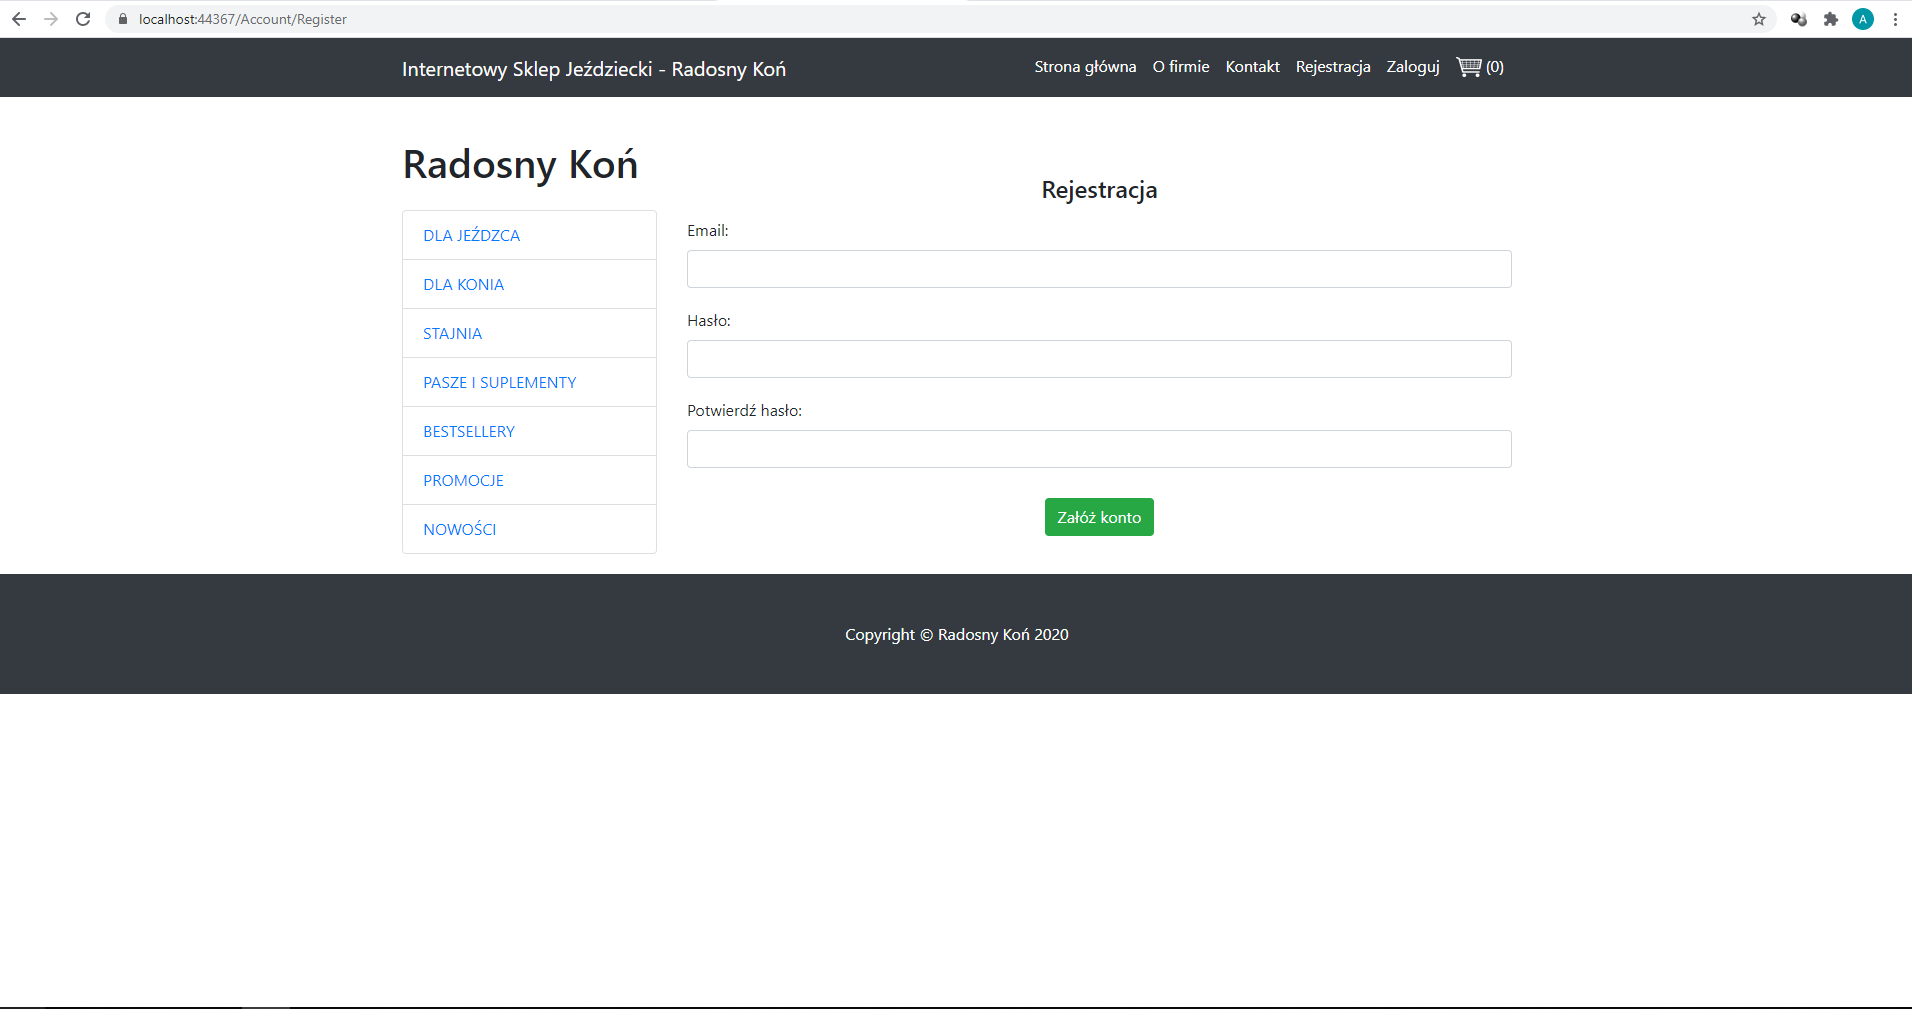 localhost:44367/Account/Register
A
Internetowy Sklep Jeździecki - Radosny Koń
Strona główna O firmie Kontakt Rejestracja Zaloguj (0)
Radosny Koń
DLA JEŹDZCA
DLA KONIA
STAJNIA
PASZE I SUPLEMENTY
BESTSELLERY
PROMOCJE
NOWOŚCI
Rejestracja
Email:
Hasło:
Potwierdź hasło:
Załóż konto
Copyright © Radosny Koń 2020